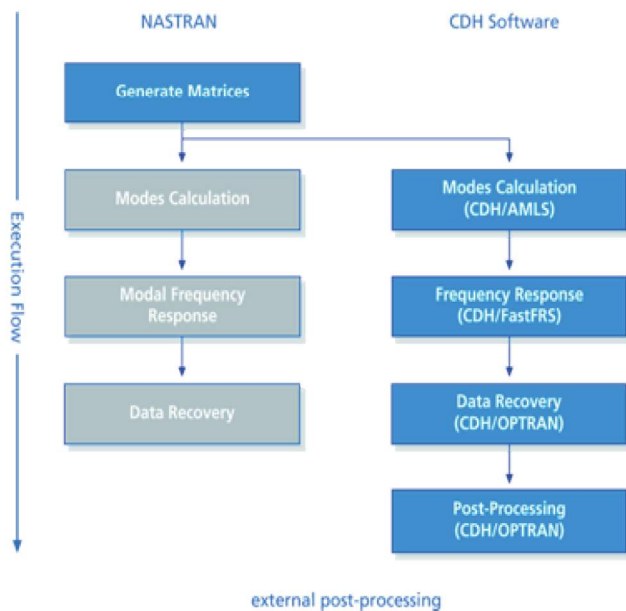 NASTRAN
CDH Software
Generate Matrices
Modes Calculation
Modes Calculation
(CDH/AMLS)
Execution Flow
Modal Frequency
Response
Frequency Response
(CDH/FastFRS)
Data Recovery
Data Recovery
(CDH/OPTRAN)
Post-Processing
(CDH/OPTRAN)
external post-processing